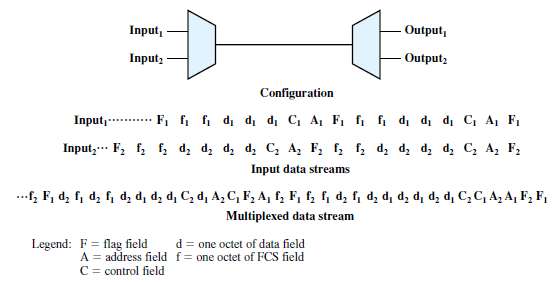 Input₁ Output₁
Input₂ Output₂
Configuration
Input₁··········· F₁ f₁ f₁ d₁ d₁ d₁ C₁ A₁ F₁ f₁ f₁ d₁ d₁ d₁ C₁ A₁ F₁
Input₂··· F₂ f₂ f₂ d₂ d₂ d₂ d₂ C₂ A₂ F₂ f₂ f₂ d₂ d₂ d₂ d₂ C₂ A₂ F₂
Input data streams
···f₂ F₁ d₂ f₁ d₂ f₁ d₂ d₁ d₂ d₁ C₂ d₁ A₂ C₁ F₂ A₁ f₂ F₁ f₂ f₁ d₂ f₁ d₂ d₁ d₂ d₁ d₂ d₁ C₂ C₁ A₂ A₁ F₂ F₁
Multiplexed data stream
Legend: F = flag field d = one octet of data field
A = address field f = one octet of FCS field
C = control field